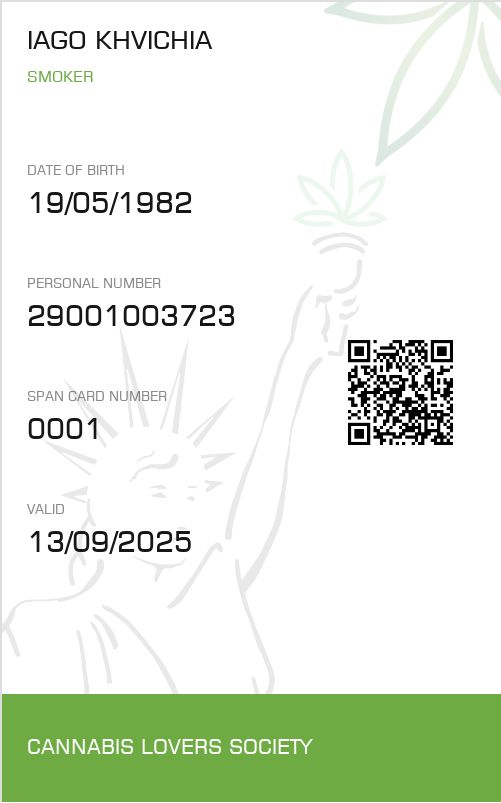 IAGO KHVICHIA
SMOKER
DATE OF BIRTH
19/05/1982
PERSONAL NUMBER
29001003723
SPAN CARD NUMBER
0001
VALID
13/09/2025
CANNABIS LOVERS SOCIETY